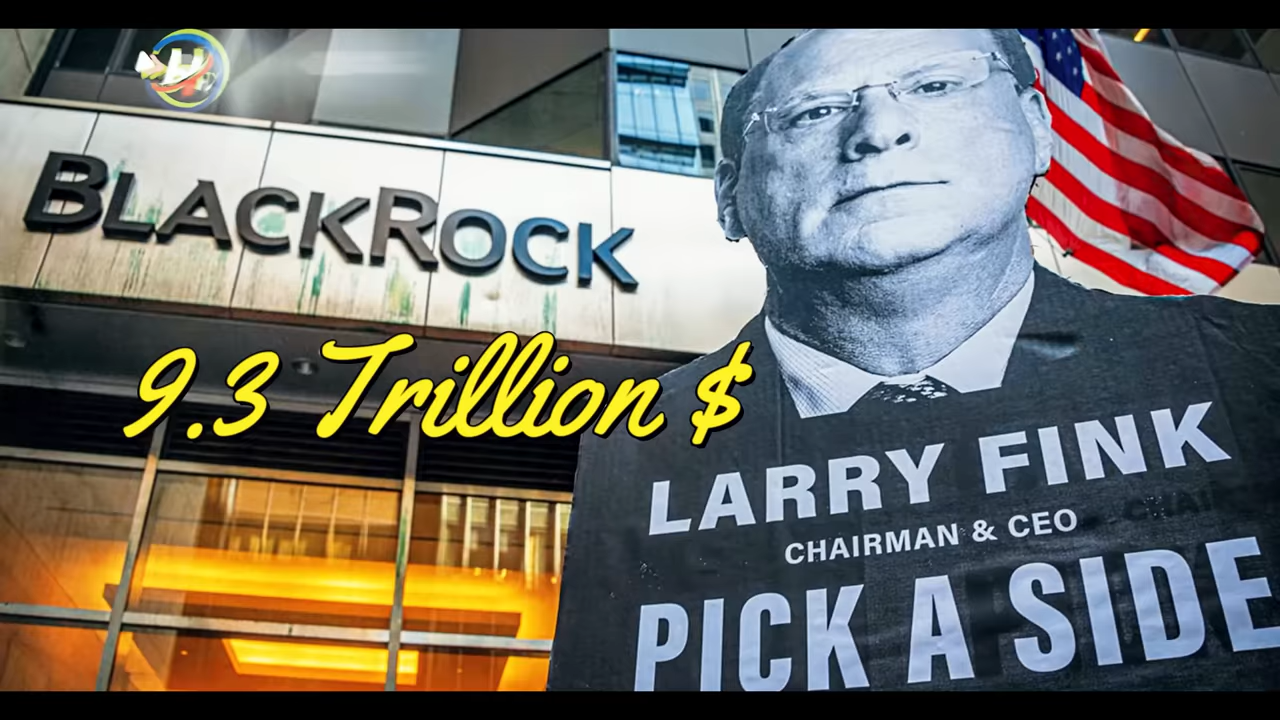 BLACKROCK
9.3 Trillion $
LARRY FINK
CHAIRMAN & CEO
PICK A SIDE